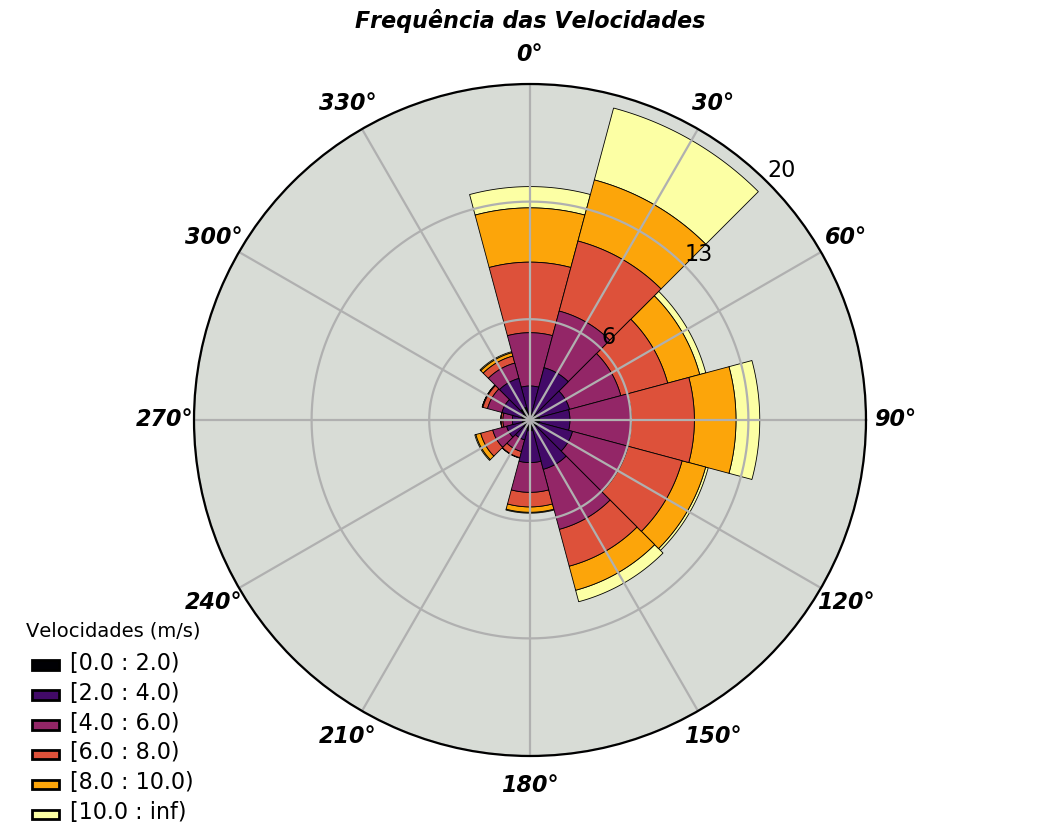 Frequência das Velocidades
0°
330°
30°
20
300°
60°
13
6
270°
90°
240°
120°
210°
150°
180°
Velocidades (m/s)
[0.0 : 2.0)
[2.0 : 4.0)
[4.0 : 6.0)
[6.0 : 8.0)
[8.0 : 10.0)
[10.0 : inf)